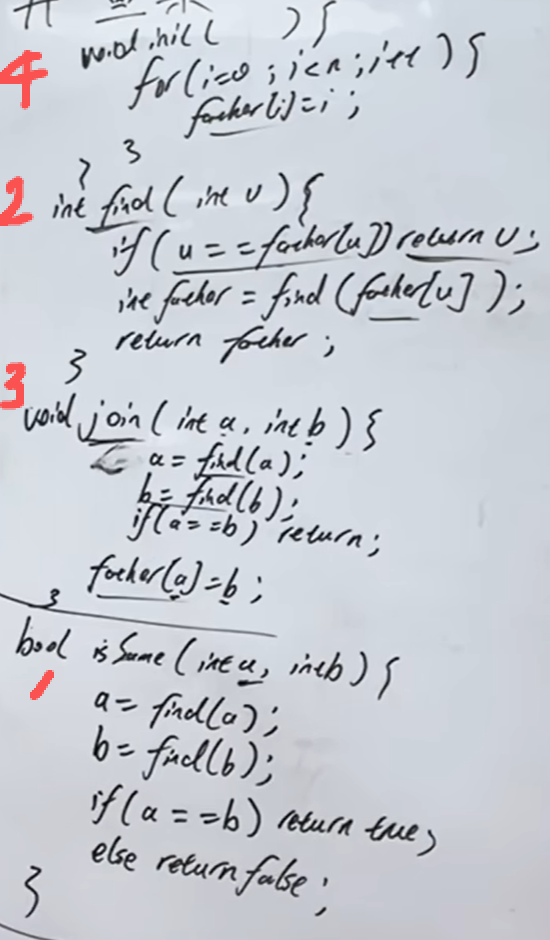 4 void init( ) {
for(i=0 ; i<n ; i++ ) {
father[i]=i ;
}
}
2 int find( int u ) {
if( u = = father[u]) return u ;
int father = find (father[u] ) ;
return father ;
}
3 void join( int a, int b ) {
a = find(a) ;
b = find(b) ;
if(a = =b) return ;
father[a]=b ;
}
bool isSame (int a, int b) {
1 a = find(a) ;
b = find(b) ;
if( a = =b) return true ;
else return false ;
}